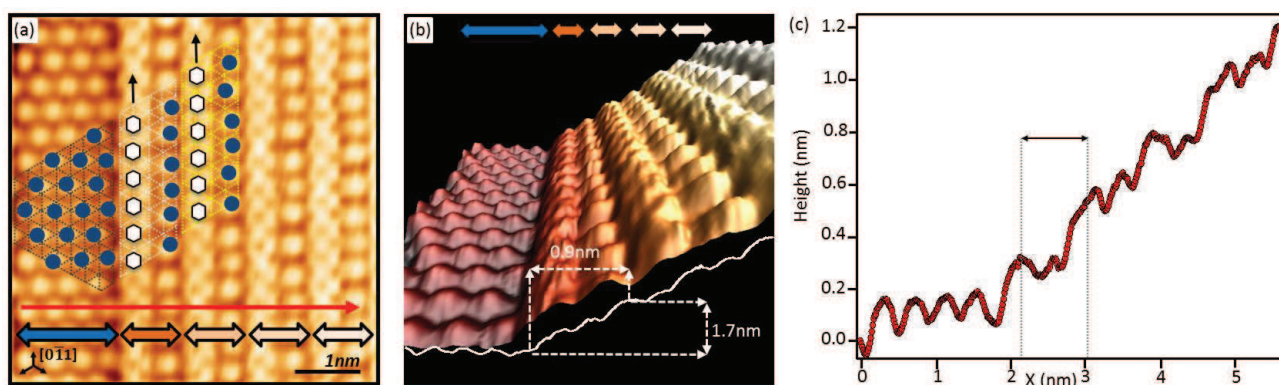 (a)
[01̄1]
1nm
(b)
0.9nm
1.7nm
(c)
Height (nm)
1.2
1.0
0.8
0.6
0.4
0.2
0.0
0 1 2 3 4 5
X (nm)